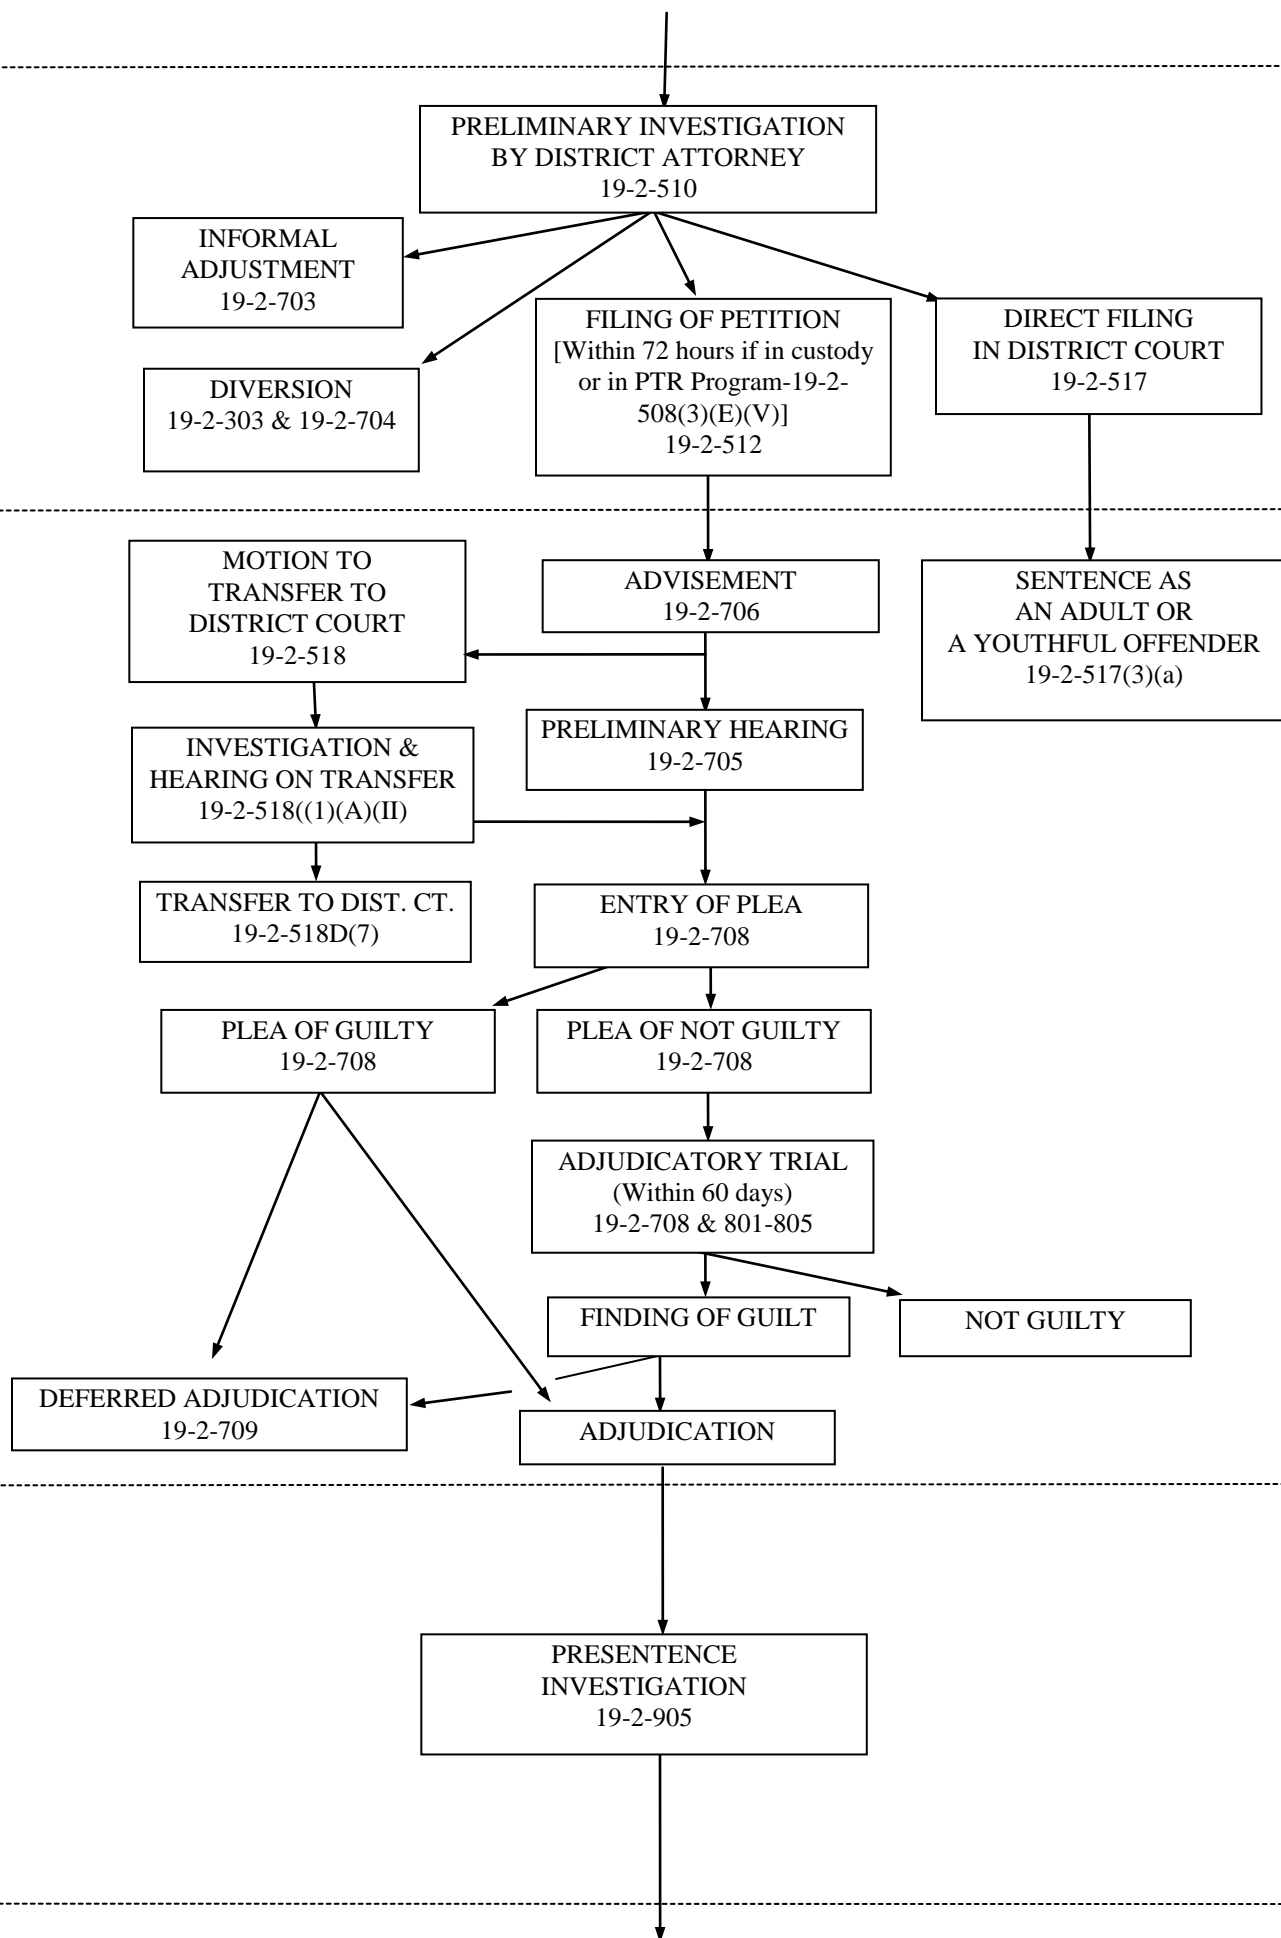 PRELIMINARY INVESTIGATION
BY DISTRICT ATTORNEY
19-2-510
INFORMAL
ADJUSTMENT
19-2-703
DIVERSION
19-2-303 & 19-2-704
FILING OF PETITION
[Within 72 hours if in custody
or in PTR Program-19-2-
508(3)(E)(V)]
19-2-512
DIRECT FILING
IN DISTRICT COURT
19-2-517
MOTION TO
TRANSFER TO
DISTRICT COURT
19-2-518
ADVISEMENT
19-2-706
SENTENCE AS
AN ADULT OR
A YOUTHFUL OFFENDER
19-2-517(3)(a)
INVESTIGATION &
HEARING ON TRANSFER
19-2-518((1)(A)(II)
PRELIMINARY HEARING
19-2-705
TRANSFER TO DIST. CT.
19-2-518D(7)
ENTRY OF PLEA
19-2-708
PLEA OF GUILTY
19-2-708
PLEA OF NOT GUILTY
19-2-708
ADJUDICATORY TRIAL
(Within 60 days)
19-2-708 & 801-805
FINDING OF GUILT
NOT GUILTY
DEFERRED ADJUDICATION
19-2-709
ADJUDICATION
PRESENTENCE
INVESTIGATION
19-2-905